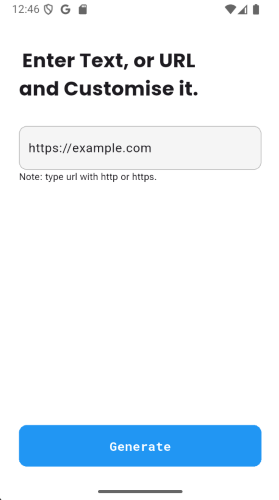 12:46
Enter Text, or URL
and Customise it.
https://example.com
Note: type url with http or https.
Generate